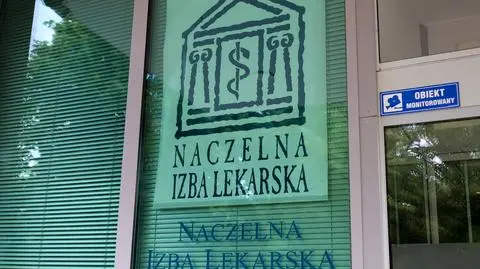 NACZELNA
IZBA LEKARSKA
OBIEKT
MONITOROWANY
NACZELNA
IZBA LEKARSKA